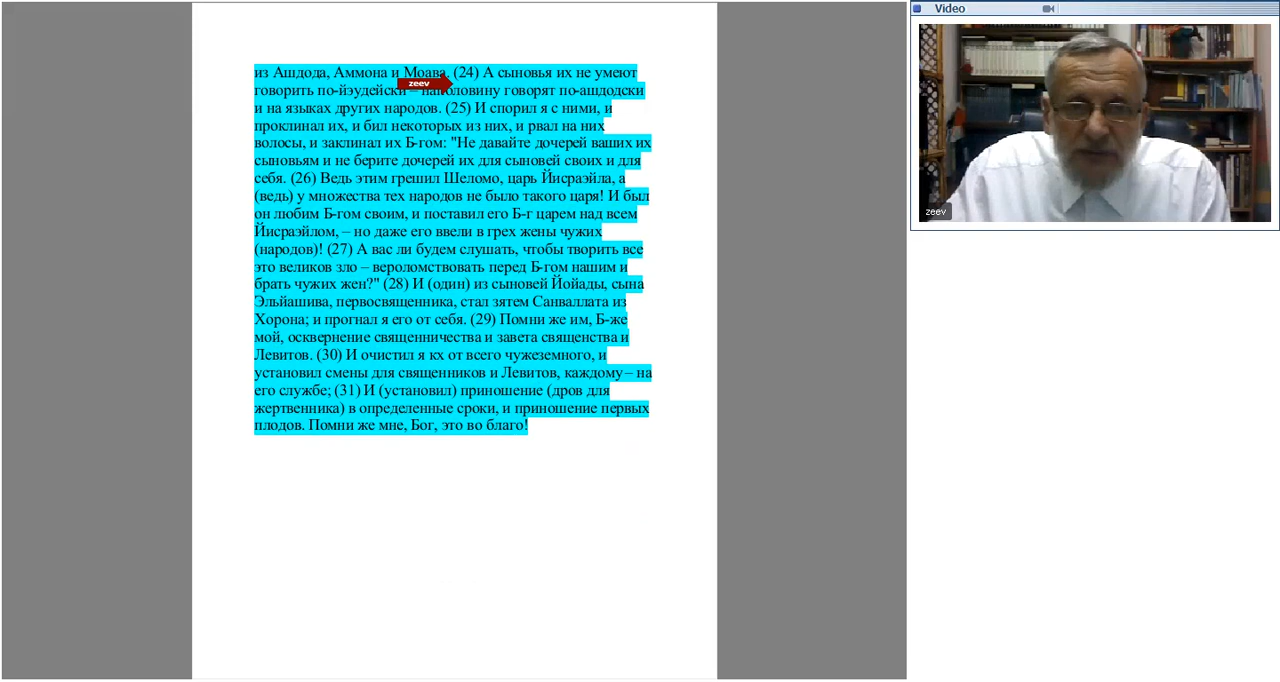 из Ашдода, Аммона и Моава. (24) А сыновья их не умеют
говорить по-йэудейски – наполовину говорят по-ашдодски
и на языках других народов. (25) И спорил я с ними, и
проклинал их, и бил некоторых из них, и рвал на них
волосы, и заклинал их Б-гом: "Не давайте дочерей ваших их
сыновьям и не берите дочерей их для сыновей своих и для
себя. (26) Ведь этим грешил Шеломо, царь Йисраэйла, а
(ведь) у множества тех народов не было такого царя! И был
он любим Б-гом своим, и поставил его Б-г царем над всем
Йисраэйлом, – но даже его ввели в грех жены чужих
(народов)! (27) А вас ли будем слушать, чтобы творить все
это великов зло – вероломствовать перед Б-гом нашим и
брать чужих жен?" (28) И (один) из сыновей Йойады, сына
Эльйашива, первосвященника, стал зятем Санваллата из
Хорона; и прогнал я его от себя. (29) Помни же им, Б-же
мой, осквернение священничества и завета священства и
Левитов. (30) И очистил я кх от всего чужеземного, и
установил смены для священников и Левитов, каждому – на
его службе; (31) И (установил) приношение (дров для
жертвенника) в определенные сроки, и приношение первых
плодов. Помни же мне, Бог, это во благо!
zeev
Video
zeev